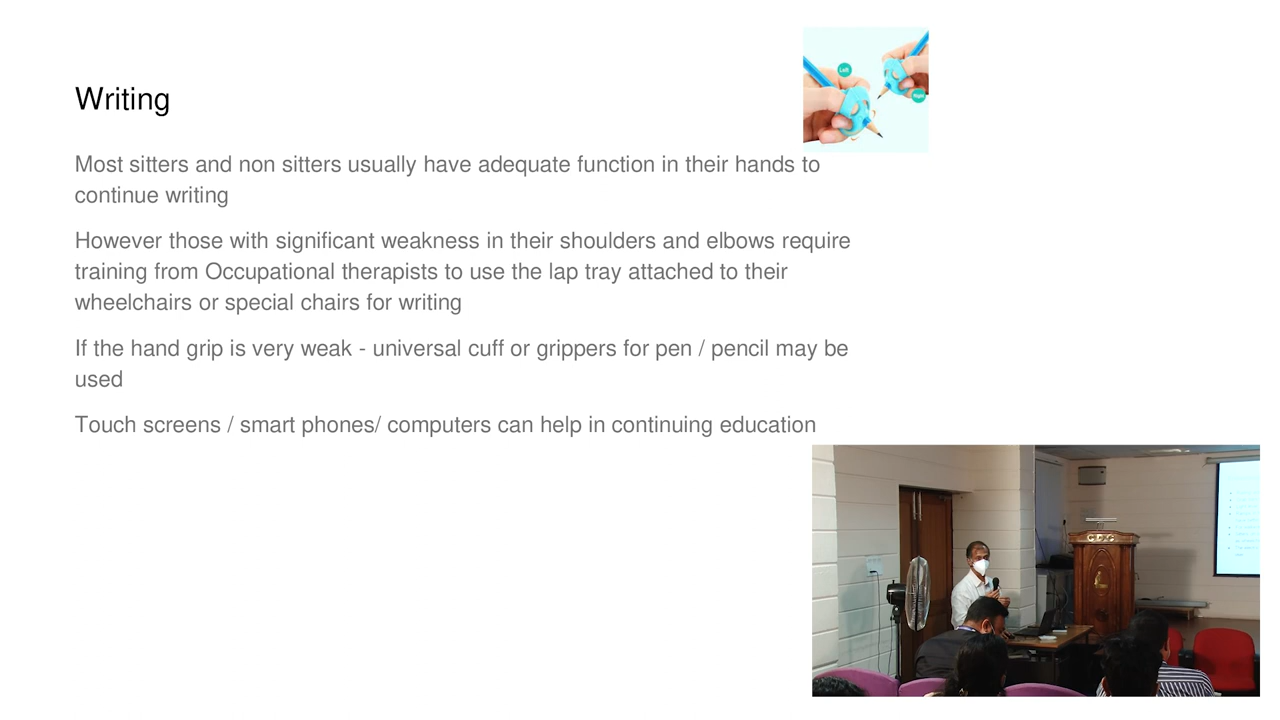 Writing
Left
Right
Most sitters and non sitters usually have adequate function in their hands to
continue writing
However those with significant weakness in their shoulders and elbows require
training from Occupational therapists to use the lap tray attached to their
wheelchairs or special chairs for writing
If the hand grip is very weak - universal cuff or grippers for pen / pencil may be
used
Touch screens / smart phones/ computers can help in continuing education